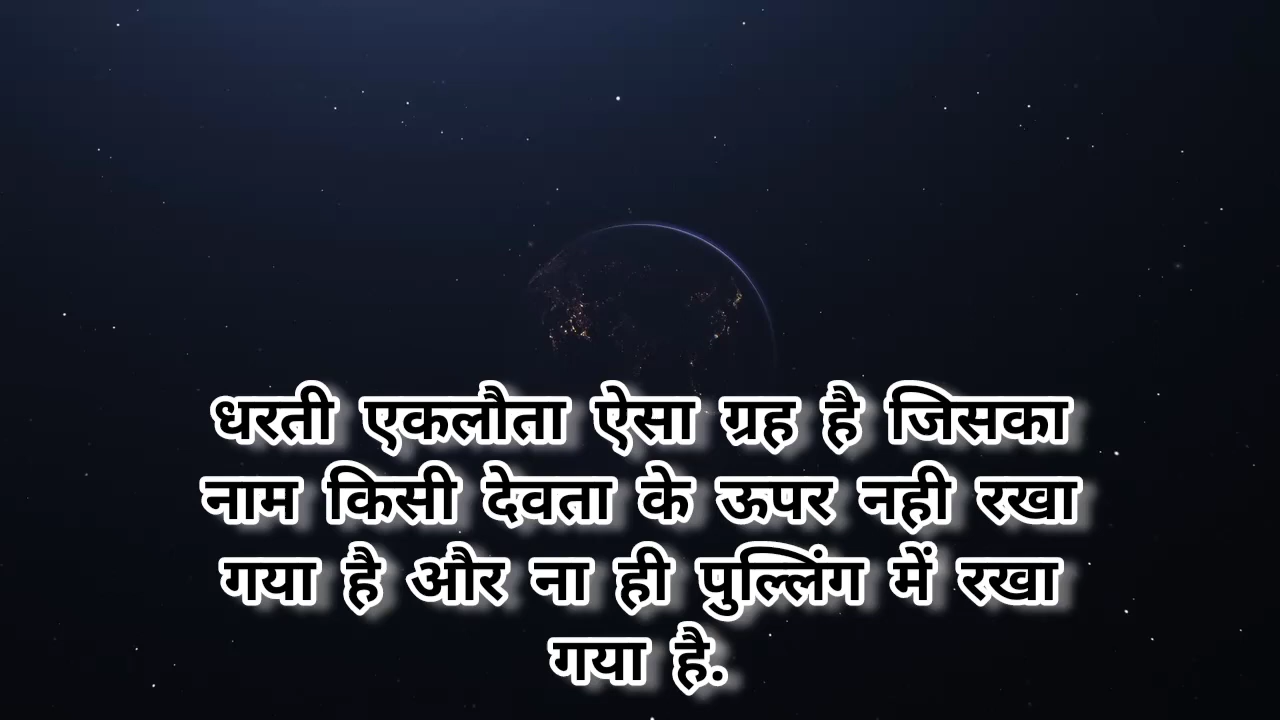 धरती एकलौता ऐसा ग्रह है जिसका
नाम किसी देवता के ऊपर नही रखा
गया है और ना ही पुल्लिंग में रखा
गया है.